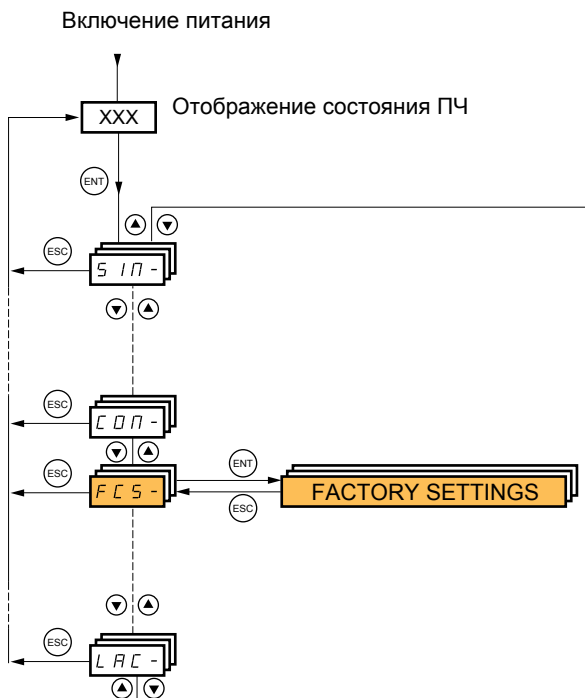 Включение питания
XXX
Отображение состояния ПЧ
ENT
ESC
SIM-
ESC
COM-
ESC
FCS-
ENT
ESC
FACTORY SETTINGS
ESC
LAC-